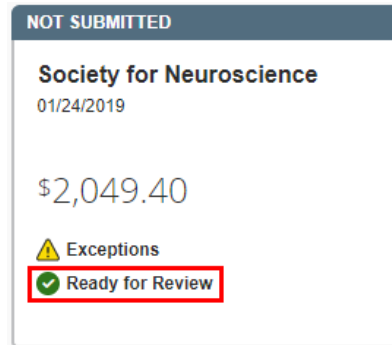 NOT SUBMITTED
Society for Neuroscience
01/24/2019
$2,049.40
Exceptions
Ready for Review